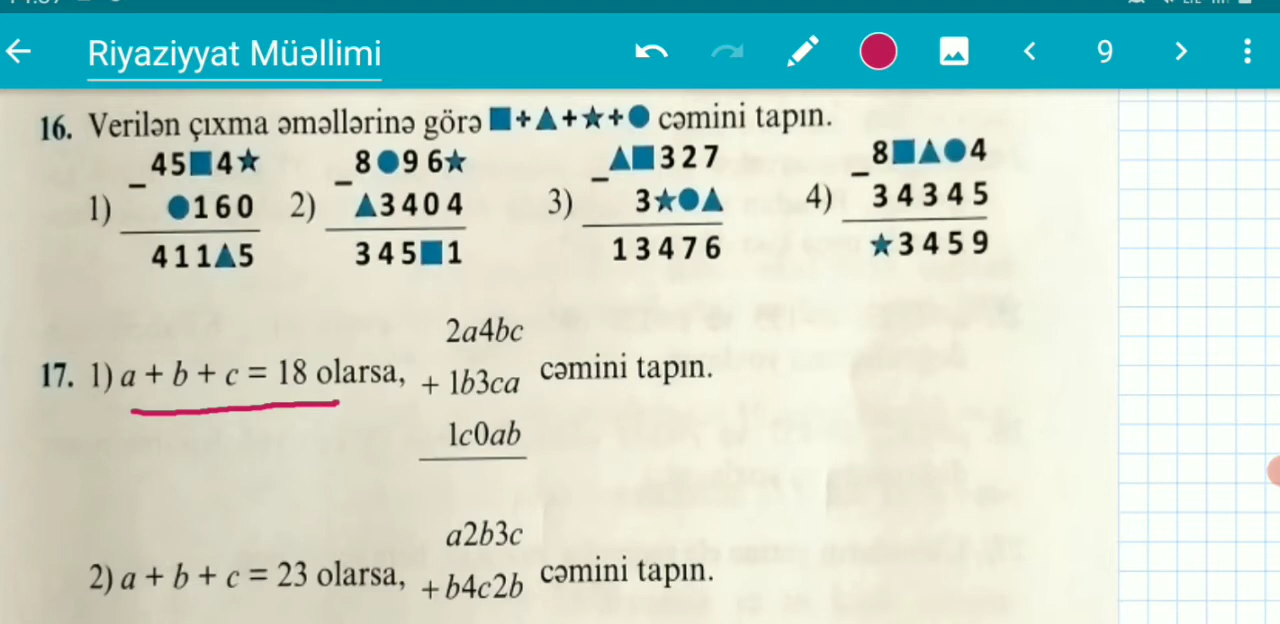 Riyaziyyat Müəllimi
9
16. Verilən çıxma əməllərinə görə ■+▲+★+● cəmini tapın.
1) 45■4★ − ●160 = 411▲5
2) 8●96★ − ▲3404 = 345■1
3) ▲■327 − 3★●▲ = 13476
4) 8■▲●4 − 34345 = ★3459
17. 1) a + b + c = 18 olarsa, 2a4bc + 1b3ca + 1c0ab cəmini tapın.
2) a + b + c = 23 olarsa, a2b3c + b4c2b cəmini tapın.